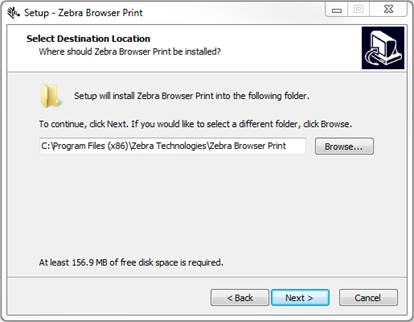 Setup - Zebra Browser Print
Select Destination Location
Where should Zebra Browser Print be installed?
Setup will install Zebra Browser Print into the following folder.
To continue, click Next. If you would like to select a different folder, click Browse.
C:\Program Files (x86)\Zebra Technologies\Zebra Browser Print
Browse...
At least 156.9 MB of free disk space is required.
< Back
Next >
Cancel